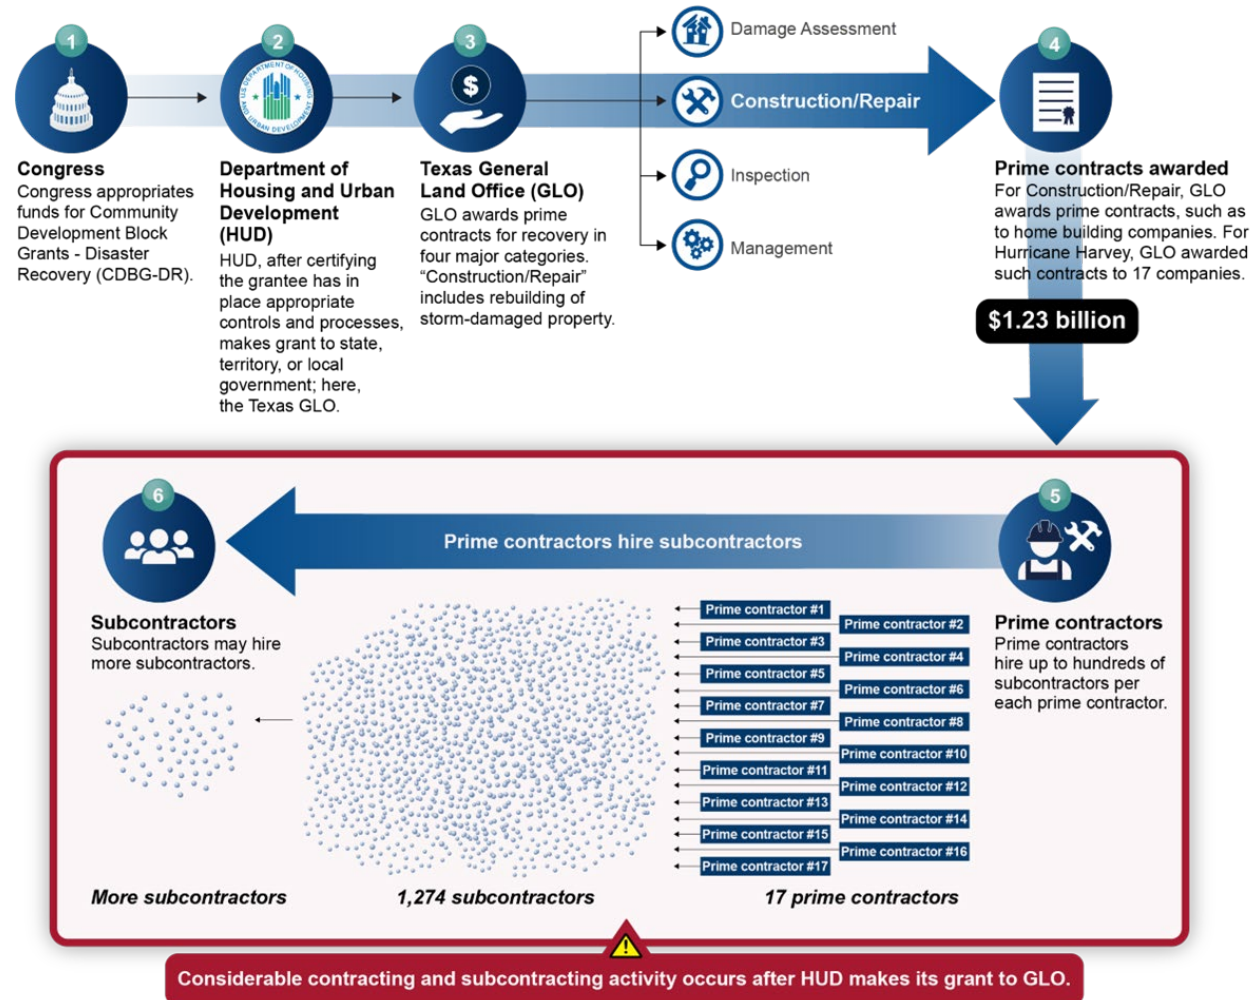 1
Congress
Congress appropriates
funds for Community
Development Block
Grants - Disaster
Recovery (CDBG-DR).
2
U.S. DEPARTMENT OF HOUSING
AND URBAN DEVELOPMENT
Department of
Housing and Urban
Development
(HUD)
HUD, after certifying
the grantee has in
place appropriate
controls and processes,
makes grant to state,
territory, or local
government; here,
the Texas GLO.
3
$
Texas General
Land Office (GLO)
GLO awards prime
contracts for recovery in
four major categories.
“Construction/Repair”
includes rebuilding of
storm-damaged property.
Damage Assessment
Construction/Repair
Inspection
Management
4
Prime contracts awarded
For Construction/Repair, GLO
awards prime contracts, such as
to home building companies. For
Hurricane Harvey, GLO awarded
such contracts to 17 companies.
$1.23 billion
5
Prime contractors
Prime contractors
hire up to hundreds of
subcontractors per
each prime contractor.
Prime contractors hire subcontractors
6
Subcontractors
Subcontractors may hire
more subcontractors.
Prime contractor #1
Prime contractor #2
Prime contractor #3
Prime contractor #4
Prime contractor #5
Prime contractor #6
Prime contractor #7
Prime contractor #8
Prime contractor #9
Prime contractor #10
Prime contractor #11
Prime contractor #12
Prime contractor #13
Prime contractor #14
Prime contractor #15
Prime contractor #16
Prime contractor #17
More subcontractors
1,274 subcontractors
17 prime contractors
Considerable contracting and subcontracting activity occurs after HUD makes its grant to GLO.